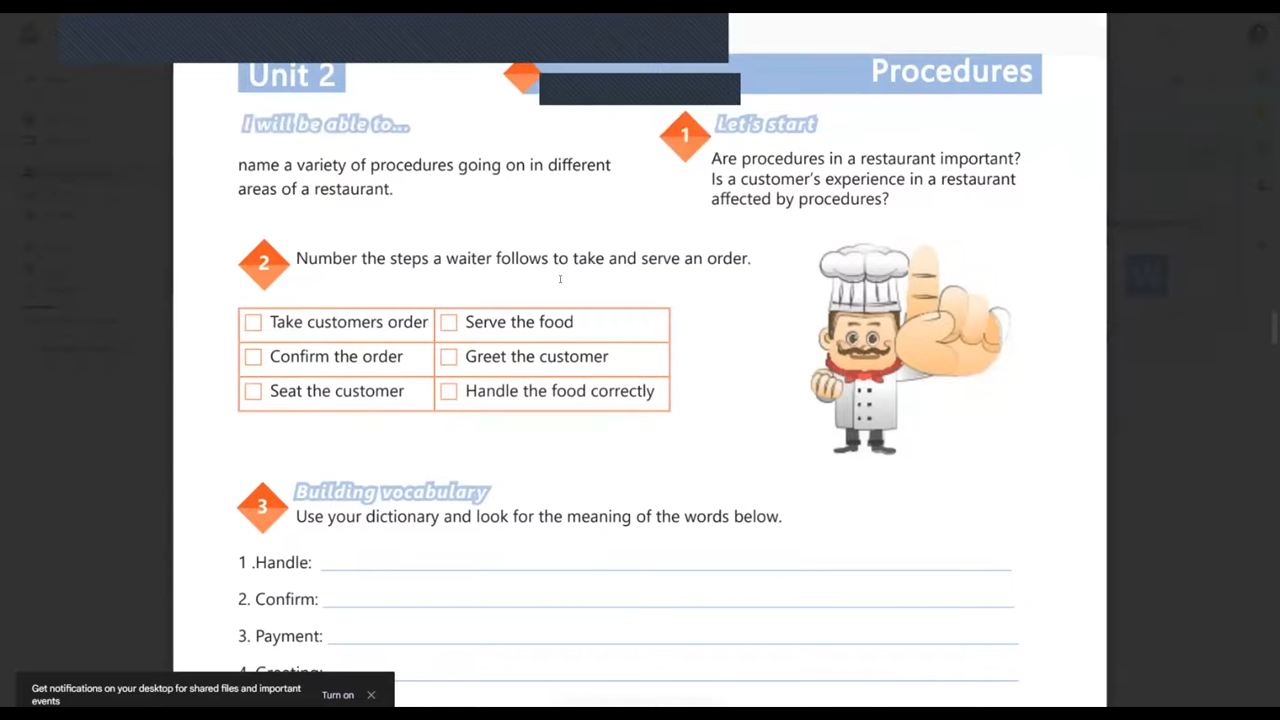 Unit 2
Procedures
I will be able to...
name a variety of procedures going on in different
areas of a restaurant.
1
Let's start
Are procedures in a restaurant important?
Is a customer's experience in a restaurant
affected by procedures?
2
Number the steps a waiter follows to take and serve an order.
Take customers order
Serve the food
Confirm the order
Greet the customer
Seat the customer
Handle the food correctly
3
Building vocabulary
Use your dictionary and look for the meaning of the words below.
1 .Handle:
2. Confirm:
3. Payment:
4. Greeting:
Get notifications on your desktop for shared files and important
events
Turn on